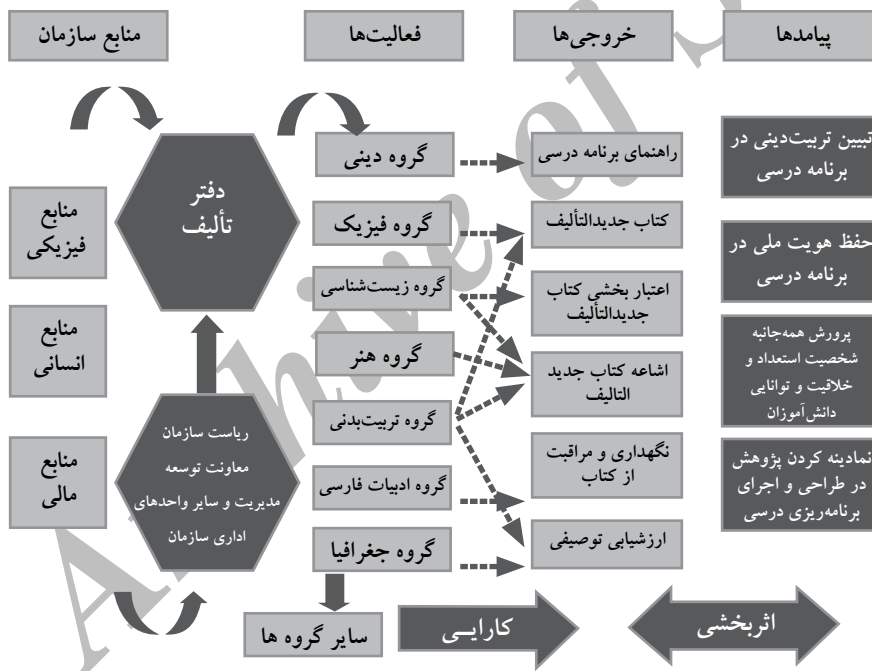 منابع سازمان
فعالیت‌ها
خروجی‌ها
پیامدها
منابع
فیزیکی
منابع
انسانی
منابع
مالی
دفتر
تألیف
ریاست سازمان
معاونت توسعه
مدیریت و سایر واحدهای
اداری سازمان
گروه دینی
گروه فیزیک
گروه زیست‌شناسی
گروه هنر
گروه تربیت‌بدنی
گروه ادبیات فارسی
گروه جغرافیا
سایر گروه ها
راهنمای برنامه درسی
کتاب جدیدالتألیف
اعتبار بخشی کتاب
جدیدالتألیف
اشاعه کتاب جدید
التالیف
نگهداری و مراقبت
از کتاب
ارزشیابی توصیفی
تبیین تربیت‌دینی در
برنامه درسی
حفظ هویت ملی در
برنامه درسی
پرورش همه‌جانبه
شخصیت استعداد و
خلاقیت و توانایی
دانش‌آموزان
نمادینه کردن پژوهش
در طراحی و اجرای
برنامه‌ریزی درسی
کارایــی
اثربخشی